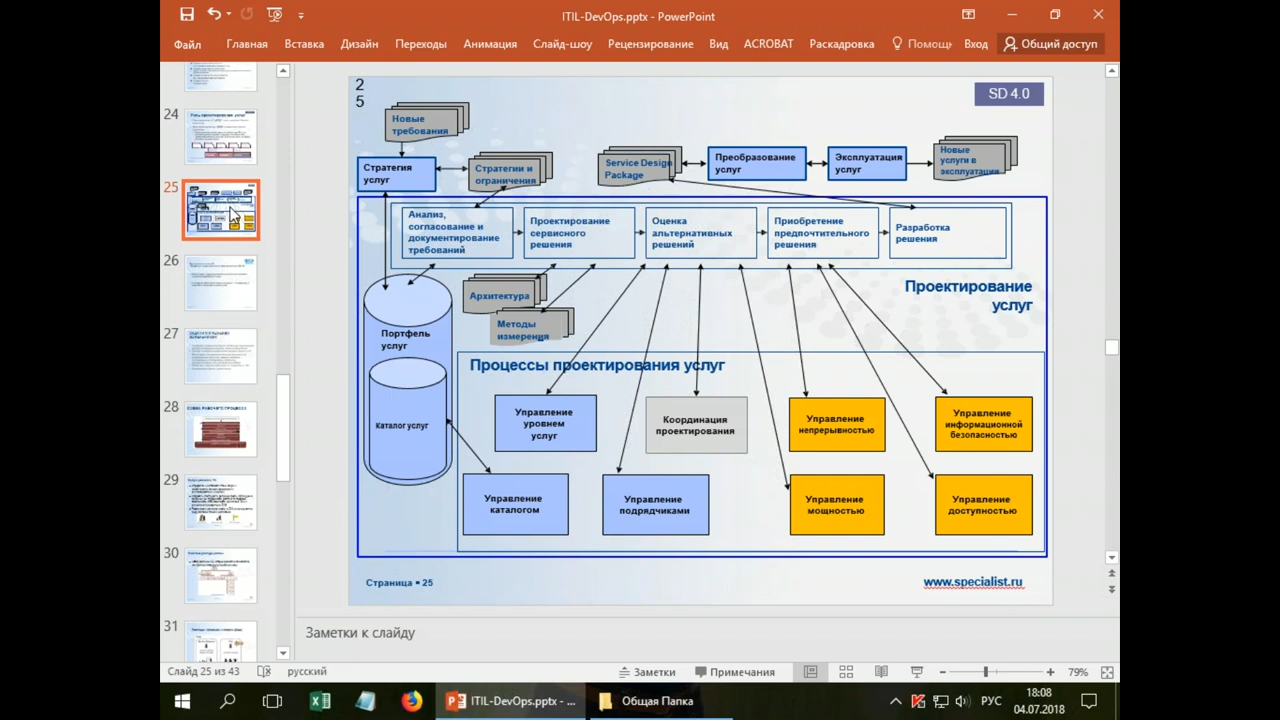 ITIL-DevOps.pptx - PowerPoint
Файл Главная Вставка Дизайн Переходы Анимация Слайд-шоу Рецензирование Вид ACROBAT Раскадровка Помощь Вход Общий доступ
24
25
26
27
28
29
30
31
2
5
SD 4.0
Новые
требования
Стратегия
услуг
Стратегии и
ограничения
Service Design
Package
Преобразование
услуг
Эксплуатация
услуг
Новые
услуги в
эксплуатации
Анализ,
согласование и
документирование
требований
Проектирование
сервисного
решения
Оценка
альтернативных
решений
Приобретение
предпочтительного
решения
Разработка
решения
Проектирование
услуг
Архитектура
Методы
измерения
Портфель
услуг
Каталог услуг
Процессы проектирования услуг
Управление
уровнем
услуг
Координация
проектирования
Управление
непрерывностью
Управление
информационной
безопасностью
Управление
каталогом
Управление
подрядчиками
Управление
мощностью
Управление
доступностью
Страница ▪ 25
www.specialist.ru
Заметки к слайду
Слайд 25 из 43 русский Заметки Примечания 79%
ITIL-DevOps.pptx - ... Общая Папка РУС 18:08
04.07.2018